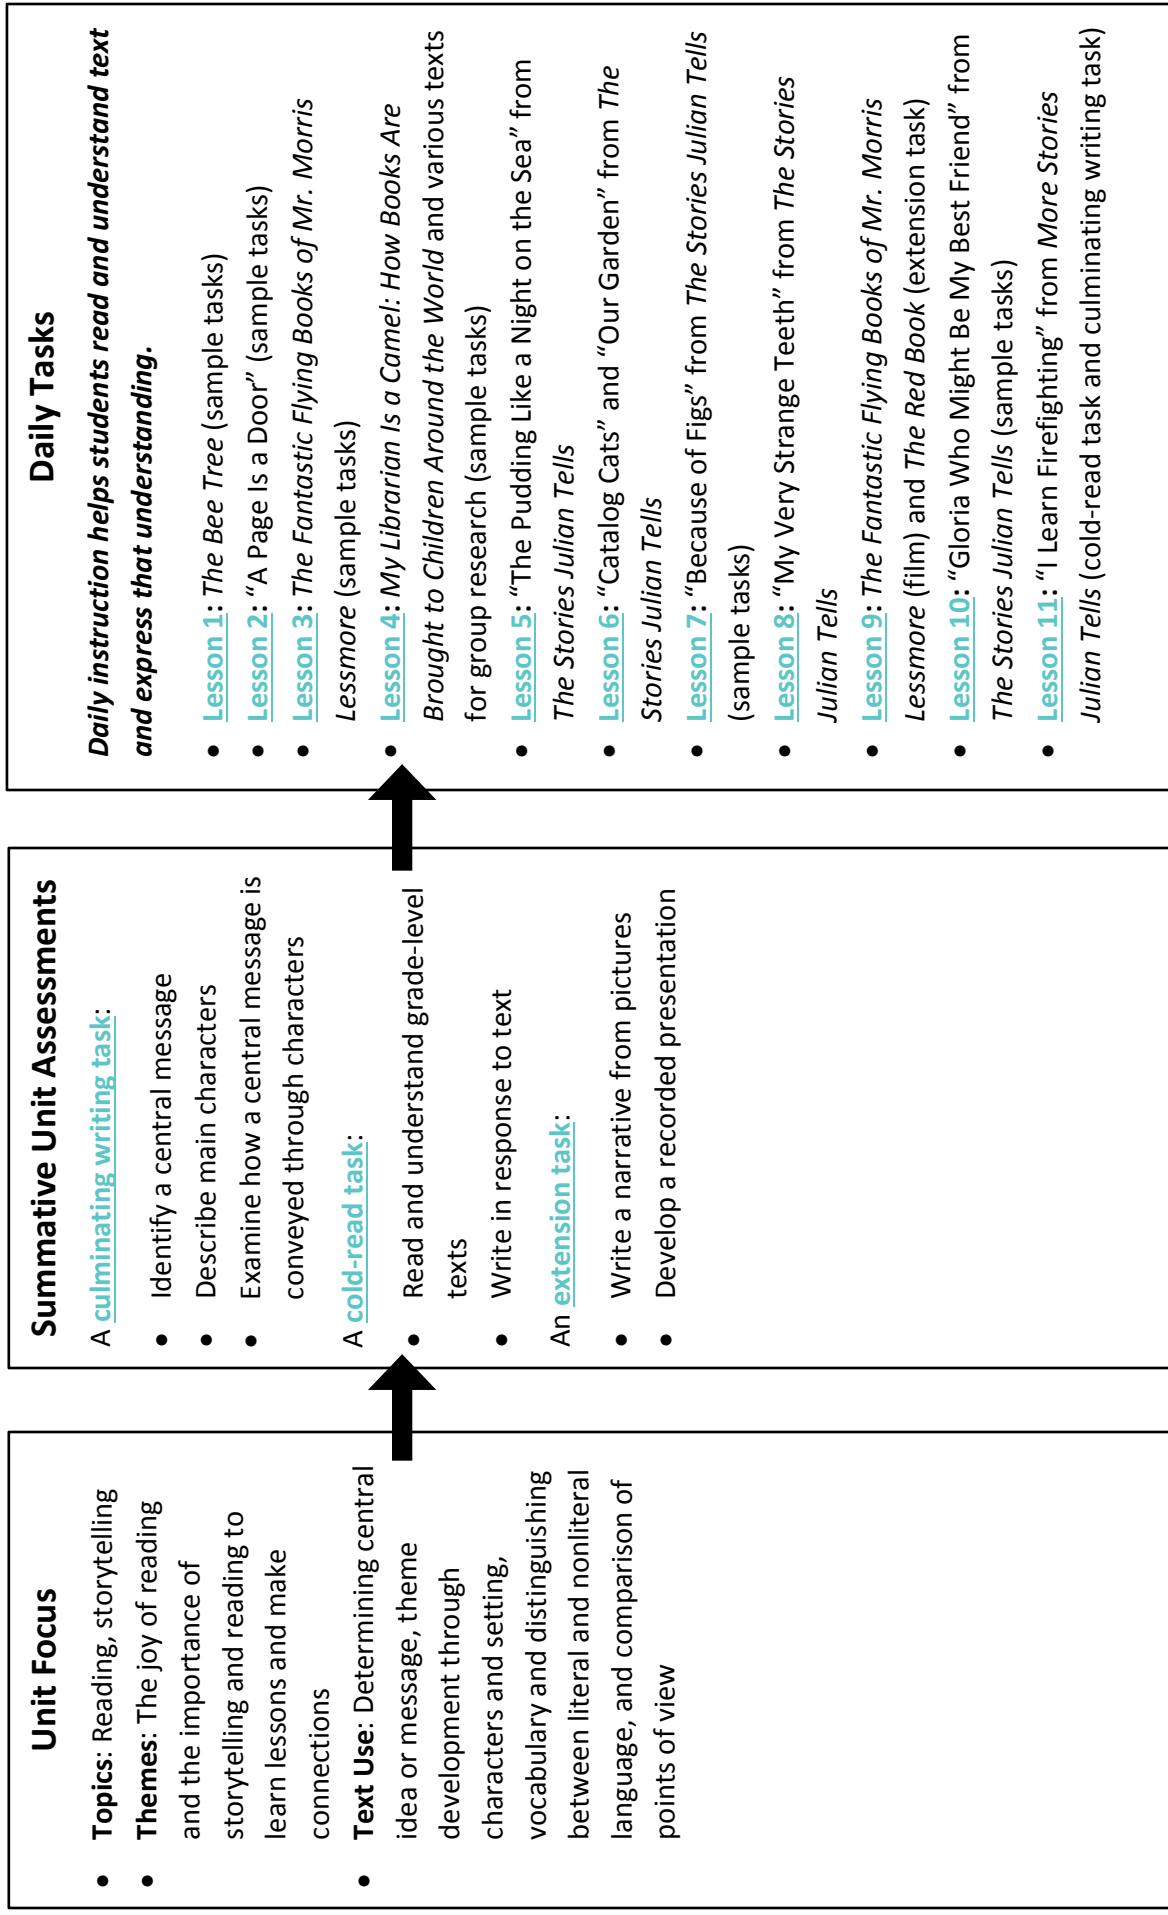 Unit Focus
• Topics: Reading, storytelling
• Themes: The joy of reading
and the importance of
storytelling and reading to
learn lessons and make
connections
• Text Use: Determining central
idea or message, theme
development through
characters and setting,
vocabulary and distinguishing
between literal and nonliteral
language, and comparison of
points of view
Summative Unit Assessments
A culminating writing task:
• Identify a central message
• Describe main characters
• Examine how a central message is
conveyed through characters
A cold-read task:
• Read and understand grade-level
texts
• Write in response to text
An extension task:
• Write a narrative from pictures
• Develop a recorded presentation
Daily Tasks
Daily instruction helps students read and understand text
and express that understanding.
• Lesson 1: The Bee Tree (sample tasks)
• Lesson 2: “A Page Is a Door” (sample tasks)
• Lesson 3: The Fantastic Flying Books of Mr. Morris
Lessmore (sample tasks)
• Lesson 4: My Librarian Is a Camel: How Books Are
Brought to Children Around the World and various texts
for group research (sample tasks)
• Lesson 5: “The Pudding Like a Night on the Sea” from
The Stories Julian Tells
• Lesson 6: “Catalog Cats” and “Our Garden” from The
Stories Julian Tells
• Lesson 7: “Because of Figs” from The Stories Julian Tells
(sample tasks)
• Lesson 8: “My Very Strange Teeth” from The Stories
Julian Tells
• Lesson 9: The Fantastic Flying Books of Mr. Morris
Lessmore (film) and The Red Book (extension task)
• Lesson 10: “Gloria Who Might Be My Best Friend” from
The Stories Julian Tells (sample tasks)
• Lesson 11: “I Learn Firefighting” from More Stories
Julian Tells (cold-read task and culminating writing task)